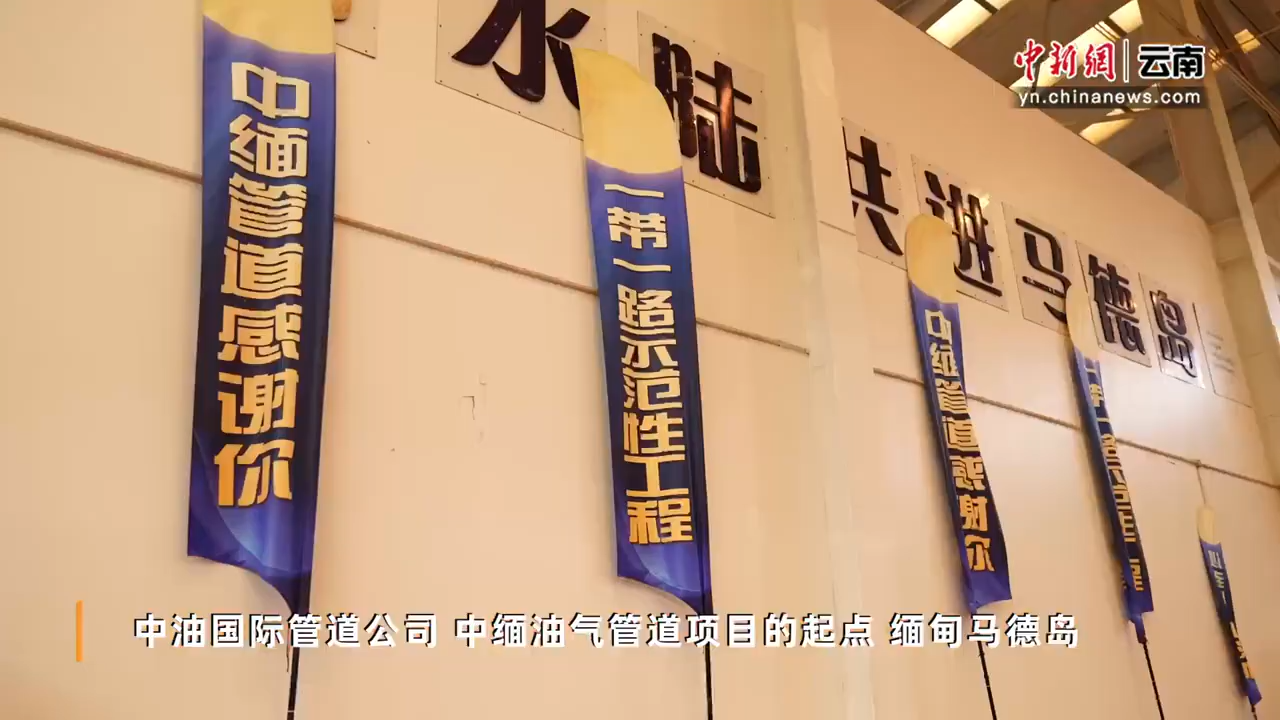 水陆 共进马德岛
中新網 云南
yn.chinanews.com
中缅管道感谢你
一带一路示范性工程
中缅管道感谢你
中油国际管道公司 中缅油气管道项目的起点 缅甸马德岛